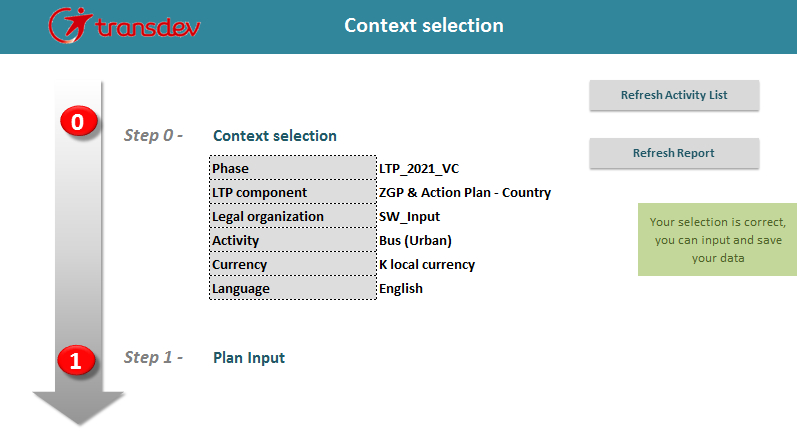 transdev
Context selection
Refresh Activity List
0
Step 0 - Context selection
Refresh Report
Phase LTP_2021_VC
LTP component ZGP & Action Plan - Country
Legal organization SW_Input
Activity Bus (Urban)
Currency K local currency
Language English
Your selection is correct,
you can input and save
your data
1
Step 1 - Plan Input